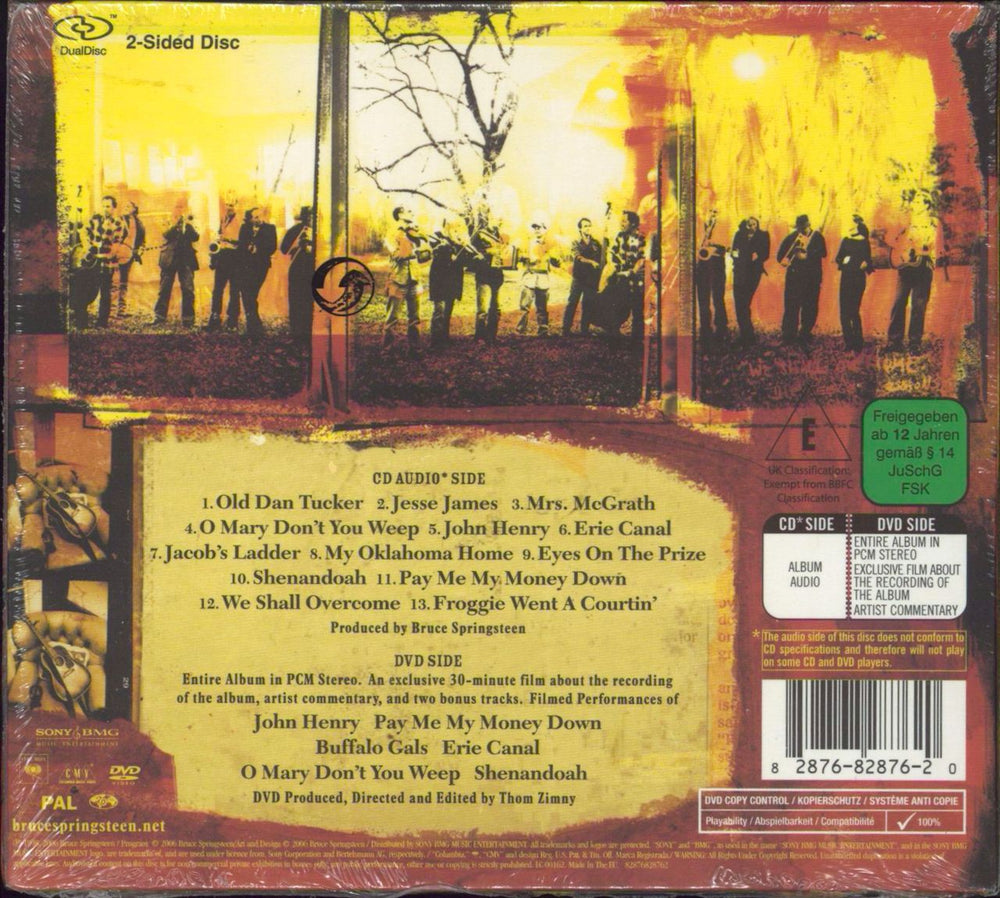 DualDisc™
2-Sided Disc
E
UK Classification:
Exempt from BBFC
Classification
Freigegeben
ab 12 Jahren
gemäß § 14
JuSchG
FSK
CD AUDIO* SIDE
1. Old Dan Tucker 2. Jesse James 3. Mrs. McGrath
4. O Mary Don't You Weep 5. John Henry 6. Erie Canal
7. Jacob's Ladder 8. My Oklahoma Home 9. Eyes On The Prize
10. Shenandoah 11. Pay Me My Money Down
12. We Shall Overcome 13. Froggie Went A Courtin'
Produced by Bruce Springsteen
DVD SIDE
Entire Album in PCM Stereo. An exclusive 30-minute film about the recording
of the album, artist commentary, and two bonus tracks. Filmed Performances of
John Henry Pay Me My Money Down
Buffalo Gals Erie Canal
O Mary Don't You Weep Shenandoah
DVD Produced, Directed and Edited by Thom Zimny
CD* SIDE
ALBUM
AUDIO
DVD SIDE
ENTIRE ALBUM IN
PCM STEREO
EXCLUSIVE FILM ABOUT
THE RECORDING OF
THE ALBUM
ARTIST COMMENTARY
* The audio side of this disc does not conform to
CD specifications and therefore will not play
on some CD and DVD players.
8 2876-82876-2 0
DVD COPY CONTROL / KOPIERSCHUTZ / SYSTÈME ANTI COPIE
Playability / Abspielbarkeit / Compatibilité 100%
SONY BMG
MUSIC ENTERTAINMENT
CMV
DVD
VIDEO
PAL
brucespringsteen.net